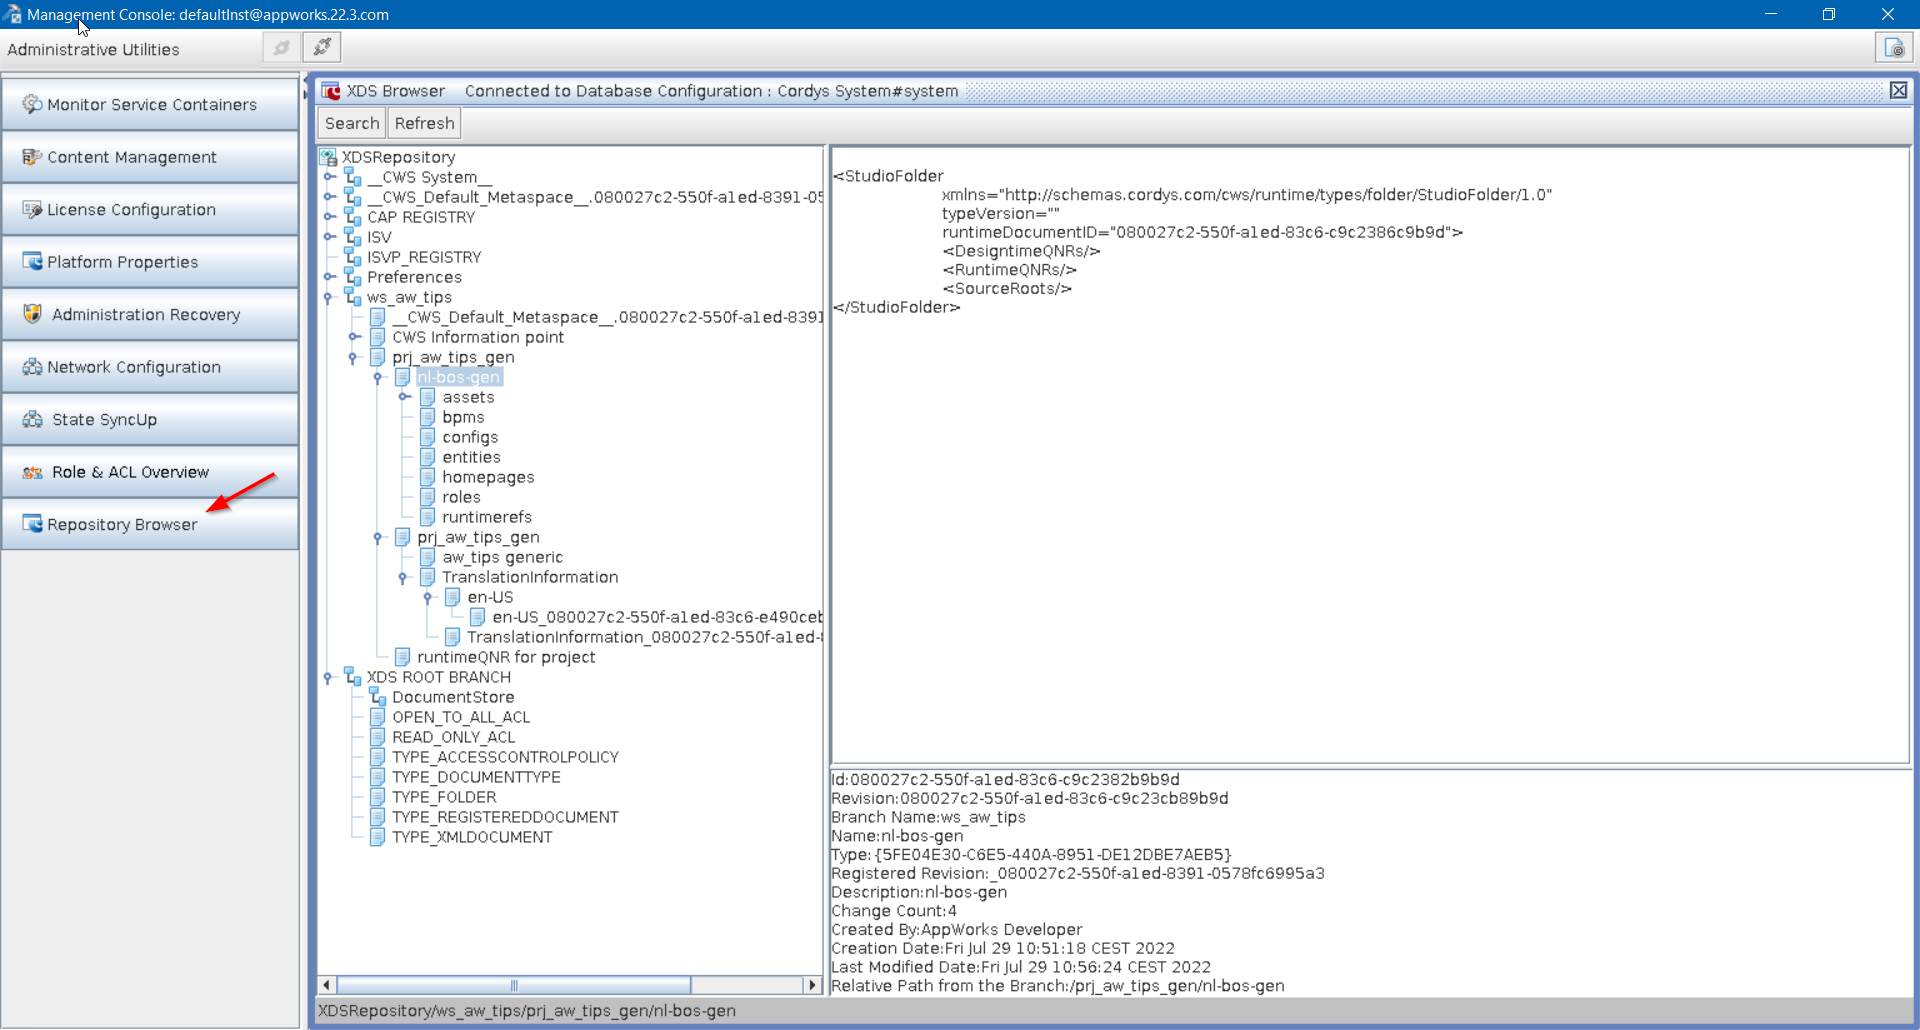 Management Console: defaultInst@appworks.22.3.com
Administrative Utilities
Monitor Service Containers
Content Management
License Configuration
Platform Properties
Administration Recovery
Network Configuration
State SyncUp
Role & ACL Overview
Repository Browser
XDS Browser Connected to Database Configuration : Cordys System#system
Search Refresh
XDSRepository
__CWS System__
__CWS_Default_Metaspace__.080027c2-550f-a1ed-8391-05
CAP REGISTRY
ISV
ISVP_REGISTRY
Preferences
ws_aw_tips
__CWS_Default_Metaspace__.080027c2-550f-a1ed-8391
CWS Information point
prj_aw_tips_gen
nl-bos-gen
assets
bpms
configs
entities
homepages
roles
runtimerefs
prj_aw_tips_gen
aw_tips generic
TranslationInformation
en-US
en-US_080027c2-550f-a1ed-83c6-e490ceb
TranslationInformation_080027c2-550f-a1ed-
runtimeQNR for project
XDS ROOT BRANCH
DocumentStore
OPEN_TO_ALL_ACL
READ_ONLY_ACL
TYPE_ACCESSCONTROLPOLICY
TYPE_DOCUMENTTYPE
TYPE_FOLDER
TYPE_REGISTEREDDOCUMENT
TYPE_XMLDOCUMENT
<StudioFolder
xmlns="http://schemas.cordys.com/cws/runtime/types/folder/StudioFolder/1.0"
typeVersion=""
runtimeDocumentID="080027c2-550f-a1ed-83c6-c9c2386c9b9d">
<DesigntimeQNRs/>
<RuntimeQNRs/>
<SourceRoots/>
</StudioFolder>
Id:080027c2-550f-a1ed-83c6-c9c2382b9b9d
Revision:080027c2-550f-a1ed-83c6-c9c23cb89b9d
Branch Name:ws_aw_tips
Name:nl-bos-gen
Type:{5FE04E30-C6E5-440A-8951-DE12DBE7AEB5}
Registered Revision:_080027c2-550f-a1ed-8391-0578fc6995a3
Description:nl-bos-gen
Change Count:4
Created By:AppWorks Developer
Creation Date:Fri Jul 29 10:51:18 CEST 2022
Last Modified Date:Fri Jul 29 10:56:24 CEST 2022
Relative Path from the Branch:/prj_aw_tips_gen/nl-bos-gen
XDSRepository/ws_aw_tips/prj_aw_tips_gen/nl-bos-gen